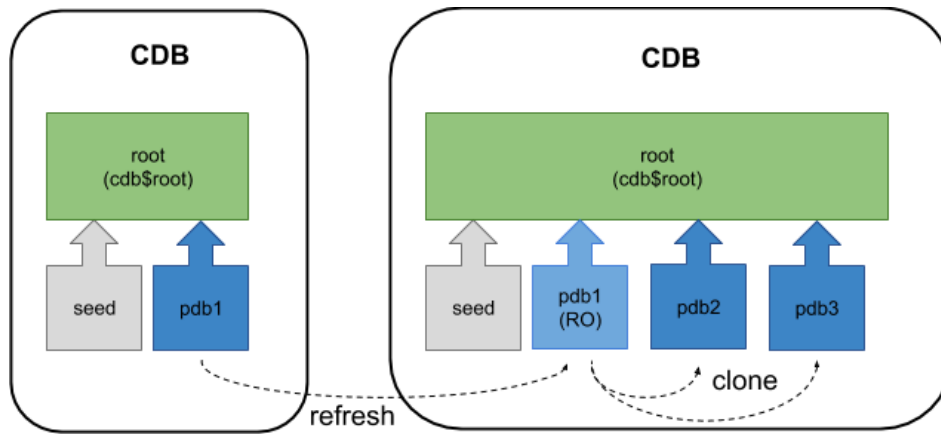 CDB
root
(cdb$root)
seed
pdb1
CDB
root
(cdb$root)
seed
pdb1
(RO)
pdb2
pdb3
refresh
clone